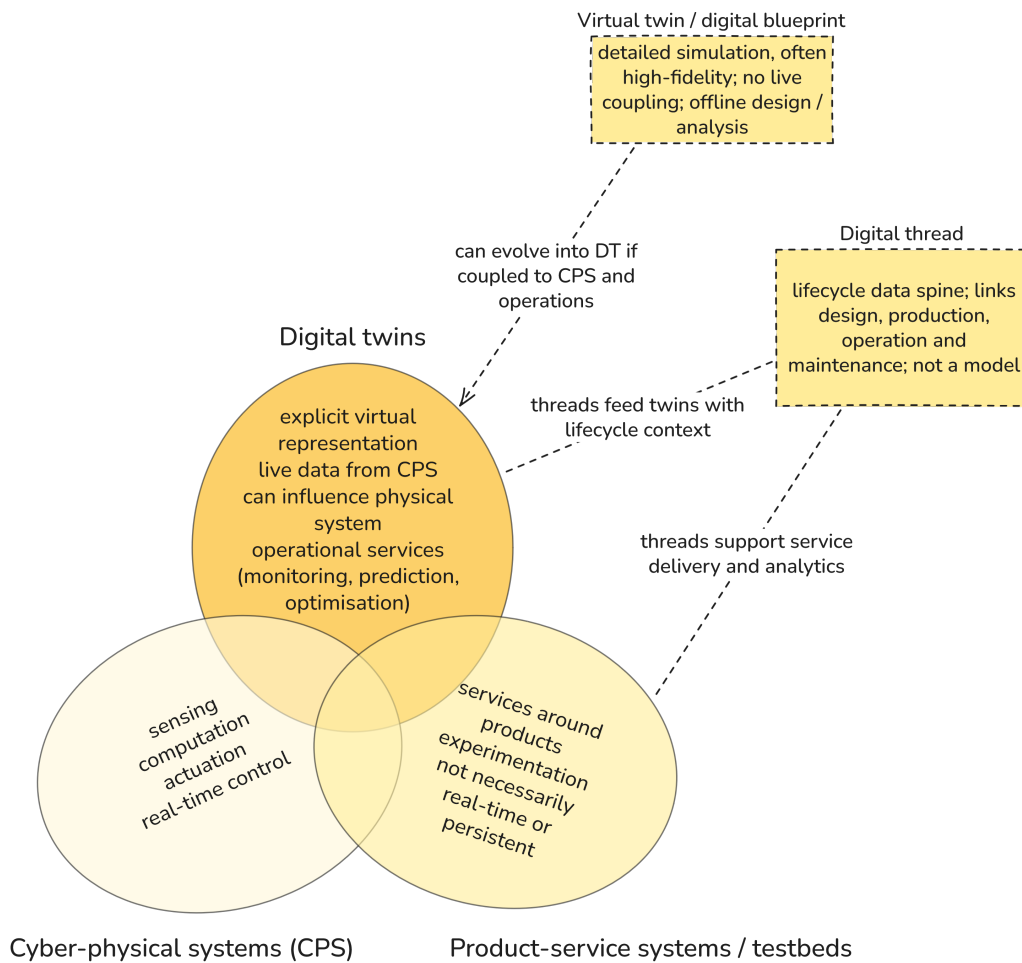 Virtual twin / digital blueprint
detailed simulation, often
high-fidelity; no live
coupling; offline design /
analysis
Digital thread
lifecycle data spine; links
design, production,
operation and
maintenance; not a model
can evolve into DT if
coupled to CPS and
operations
Digital twins
threads feed twins with
lifecycle context
explicit virtual
representation
live data from CPS
can influence physical
system
operational services
(monitoring, prediction,
optimisation)
threads support service
delivery and analytics
sensing
computation
actuation
real-time control
services around
products
experimentation
not necessarily
real-time or
persistent
Cyber-physical systems (CPS)
Product-service systems / testbeds